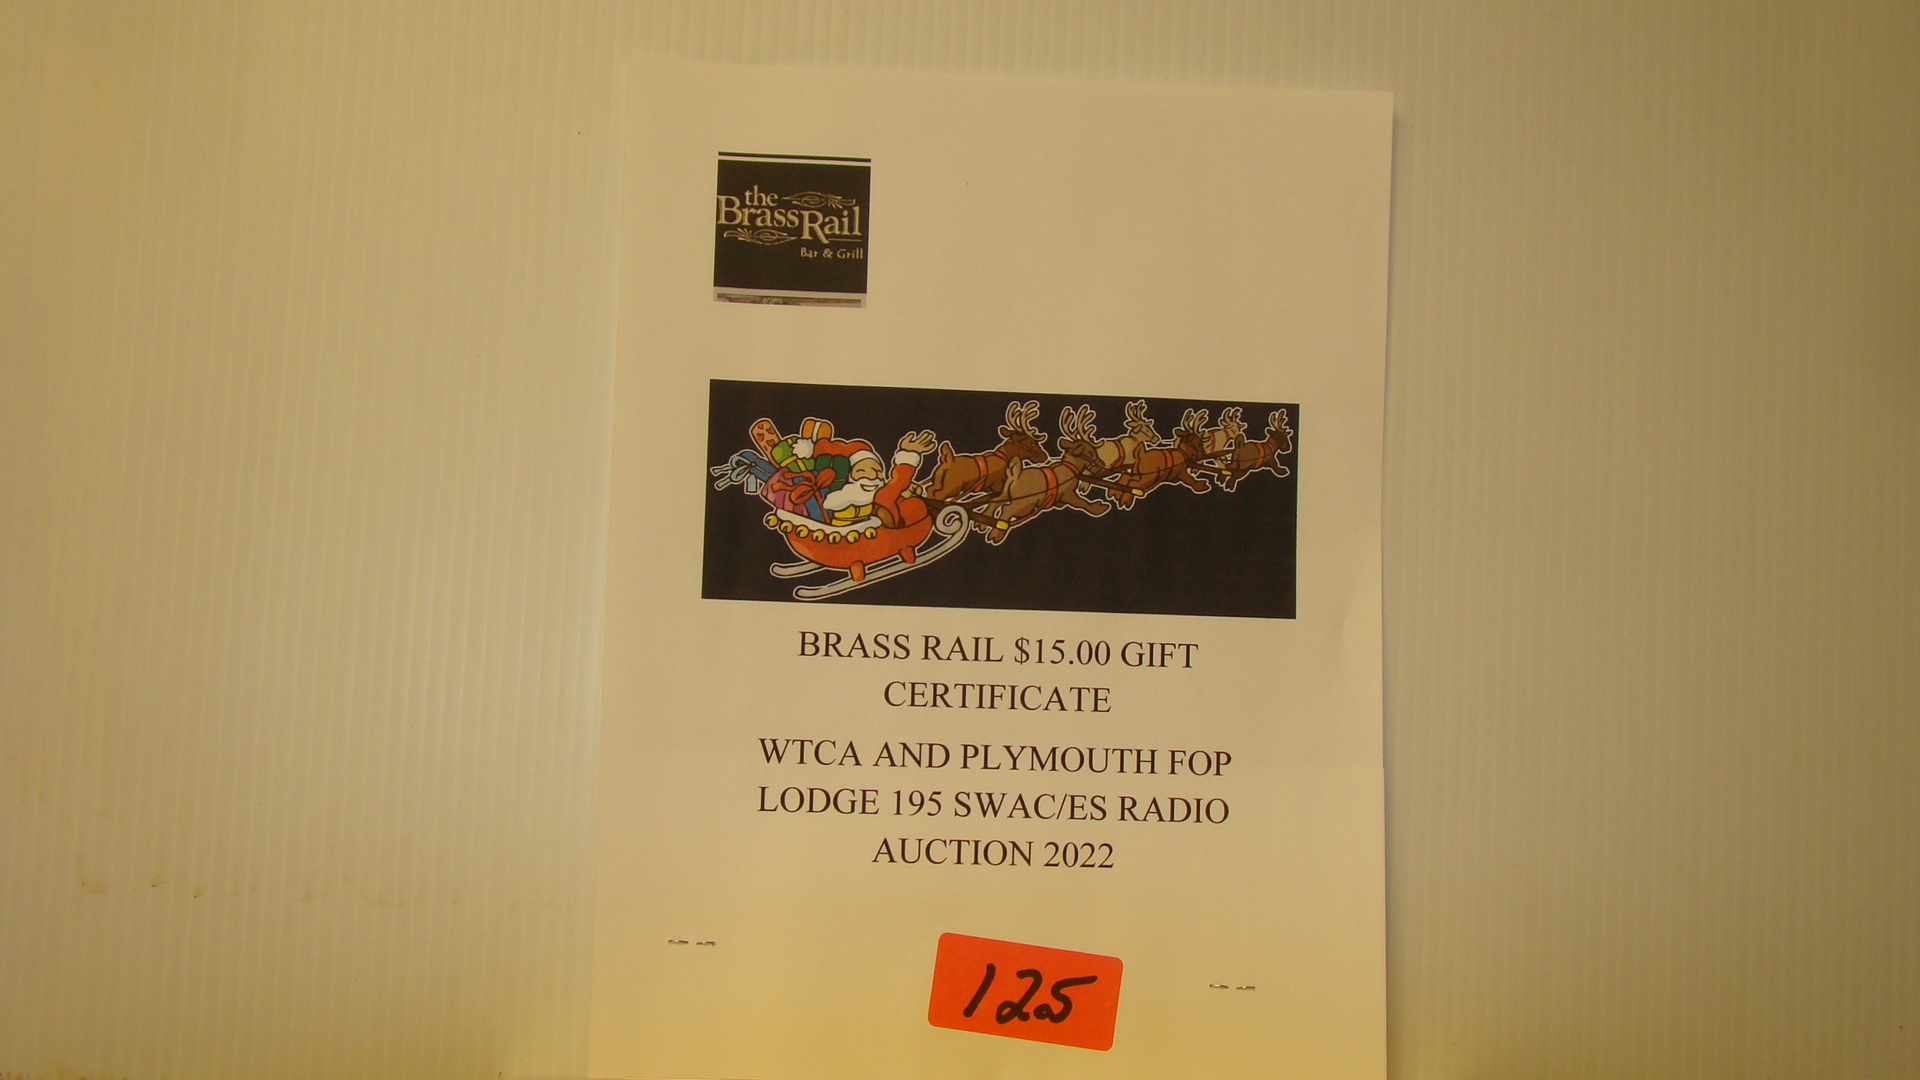 the
Brass Rail
Bar & Grill
BRASS RAIL $15.00 GIFT
CERTIFICATE
WTCA AND PLYMOUTH FOP
LODGE 195 SWAC/ES RADIO
AUCTION 2022
125